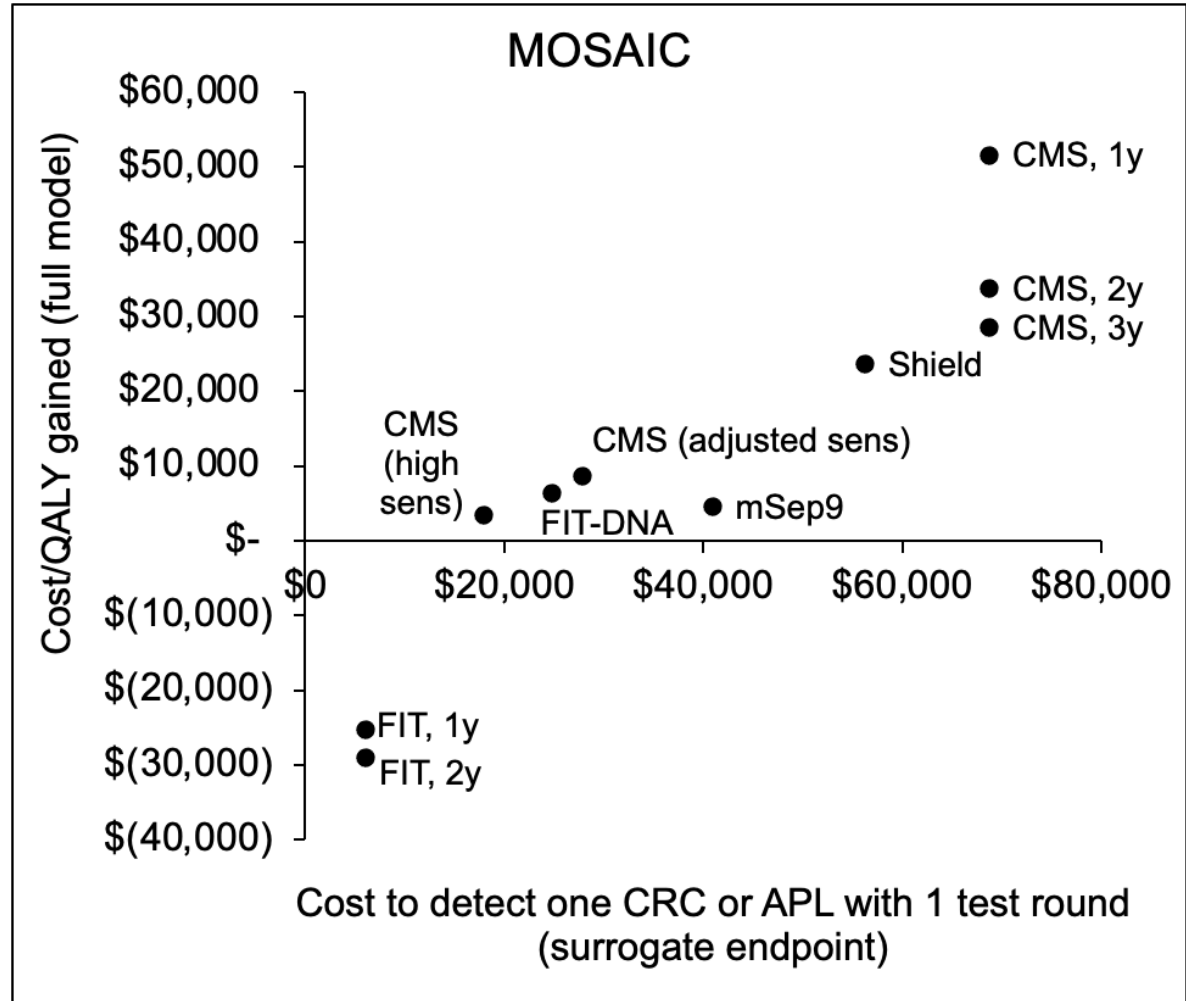 MOSAIC
Cost/QALY gained (full model)
$60,000
$50,000
$40,000
$30,000
$20,000
$10,000
$-
$(10,000)
$(20,000)
$(30,000)
$(40,000)
CMS, 1y
CMS, 2y
CMS, 3y
Shield
CMS
(high
sens)
CMS (adjusted sens)
FIT-DNA
mSep9
$0
$20,000
$40,000
$60,000
$80,000
FIT, 1y
FIT, 2y
Cost to detect one CRC or APL with 1 test round
(surrogate endpoint)